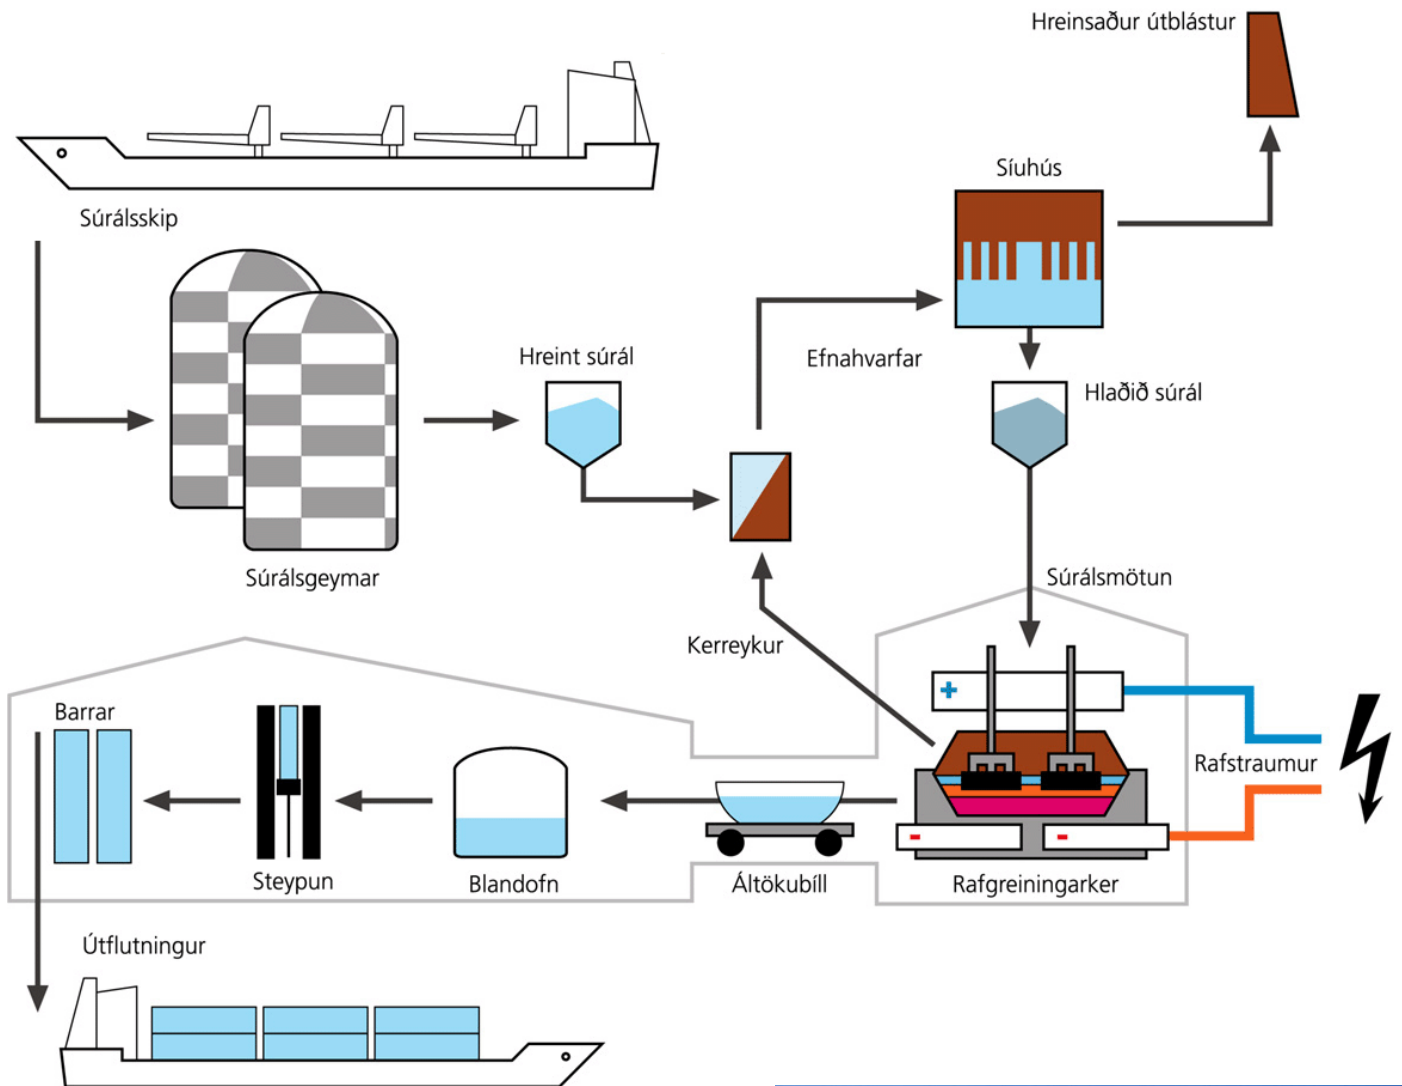 Hreinsaður útblástur
Síuhús
Súrálsskip
Hreint súrál
Efnahvarfar
Hlaðið súrál
Súrálsgeymar
Súrálsmötun
Kerreykur
+
Barrar
Rafstraumur
- -
Steypun
Blandofn
Áltökubíll
Rafgreiningarker
Útflutningur